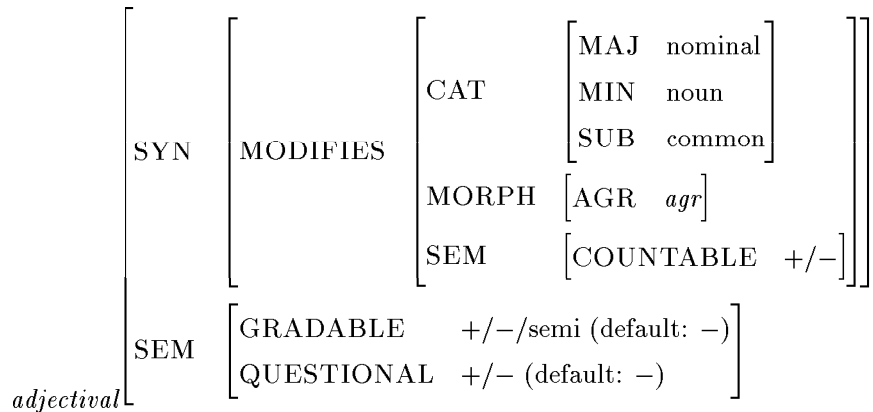 MAJ nominal
CAT MIN noun
SUB common
SYN MODIFIES
MORPH AGR agr
SEM COUNTABLE +/−
GRADABLE +/−/semi (default: −)
SEM
QUESTIONAL +/− (default: −)
adjectival